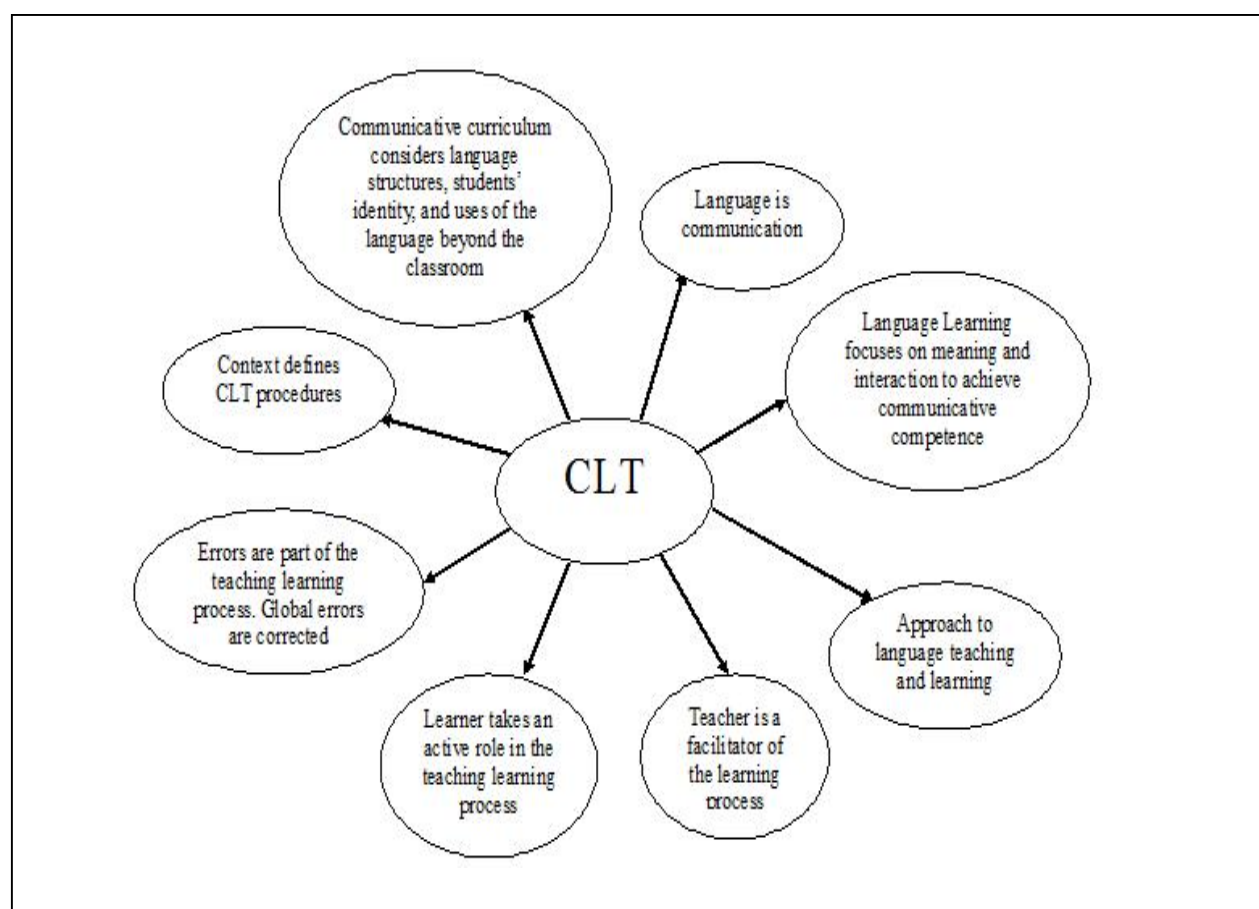 Communicative curriculum
considers language
structures, students'
identity, and uses of the
language beyond the
classroom
Language is
communication
Language Learning
focuses on meaning and
interaction to achieve
communicative
competence
Context defines
CLT procedures
CLT
Errors are part of the
teaching learning
process. Global errors
are corrected
Approach to
language teaching
and learning
Learner takes an
active role in the
teaching learning
process
Teacher is a
facilitator of
the learning
process